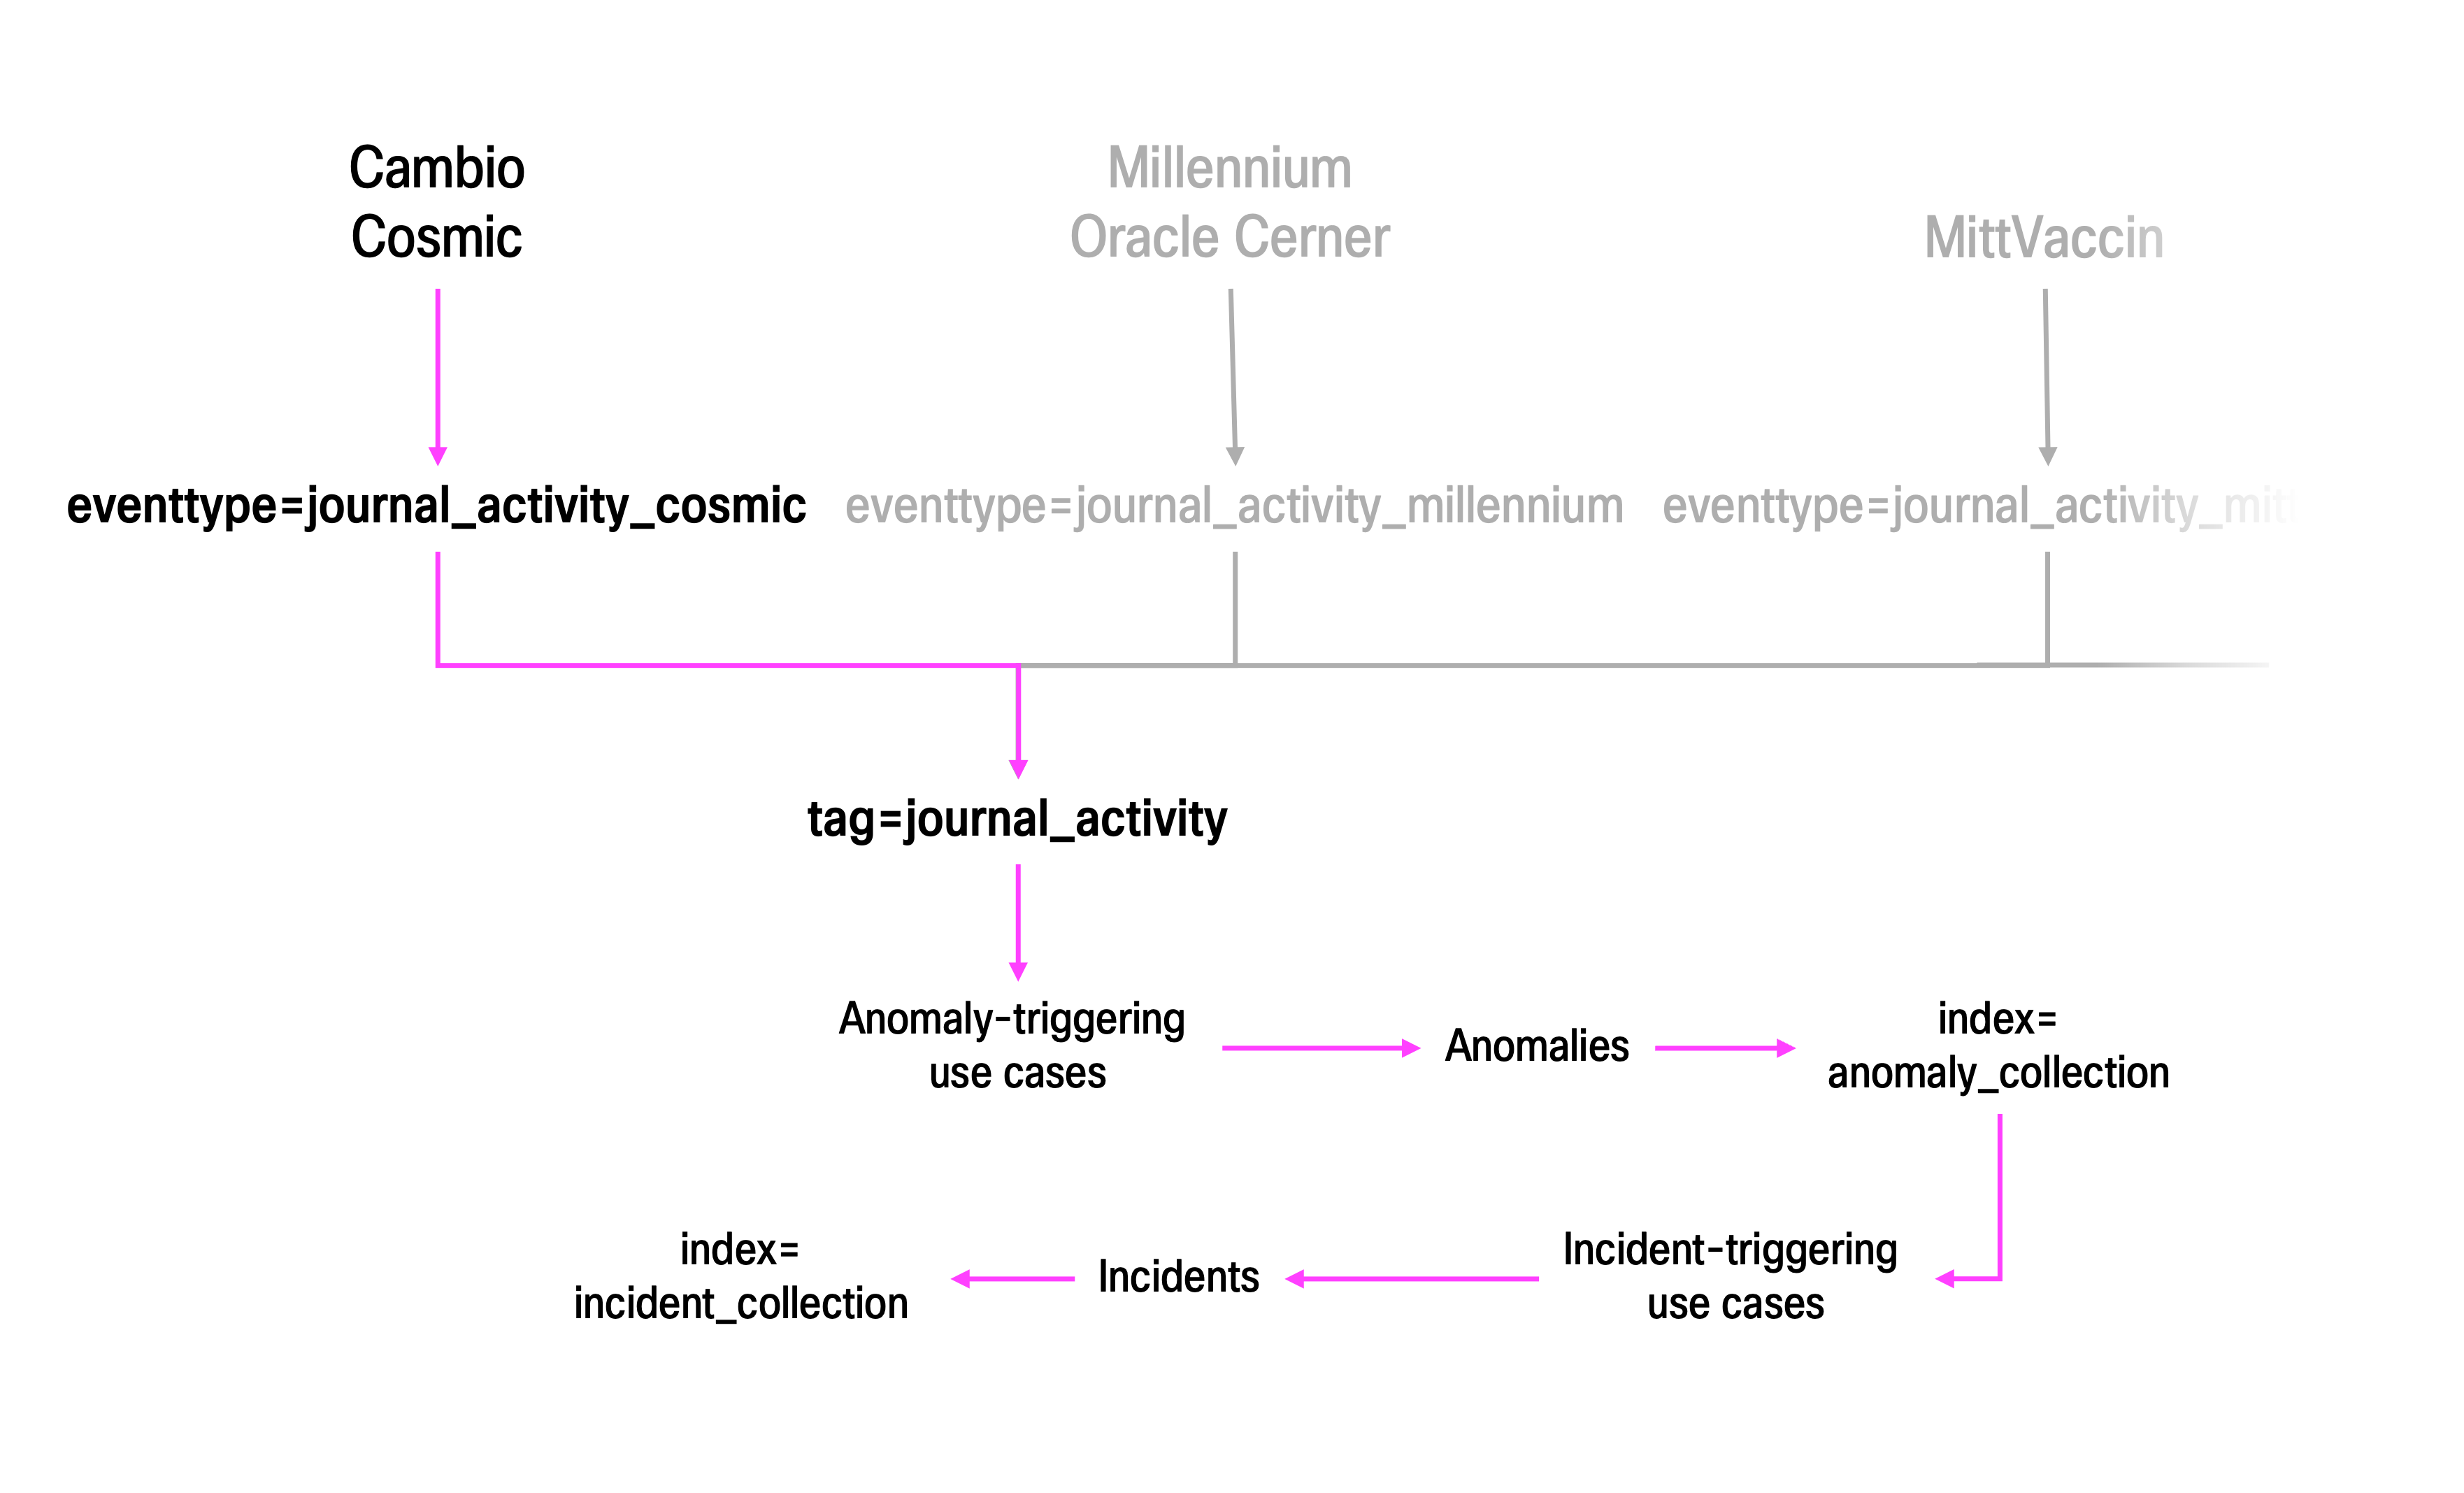 Cambio
Cosmic
Millennium
Oracle Cerner
MittVaccin
eventtype=journal_activity_cosmic
eventtype=journal_activity_millennium
eventtype=journal_activity_mit
tag=journal_activity
Anomaly-triggering
use cases
Anomalies
index=
anomaly_collection
Incident-triggering
use cases
Incidents
index=
incident_collection